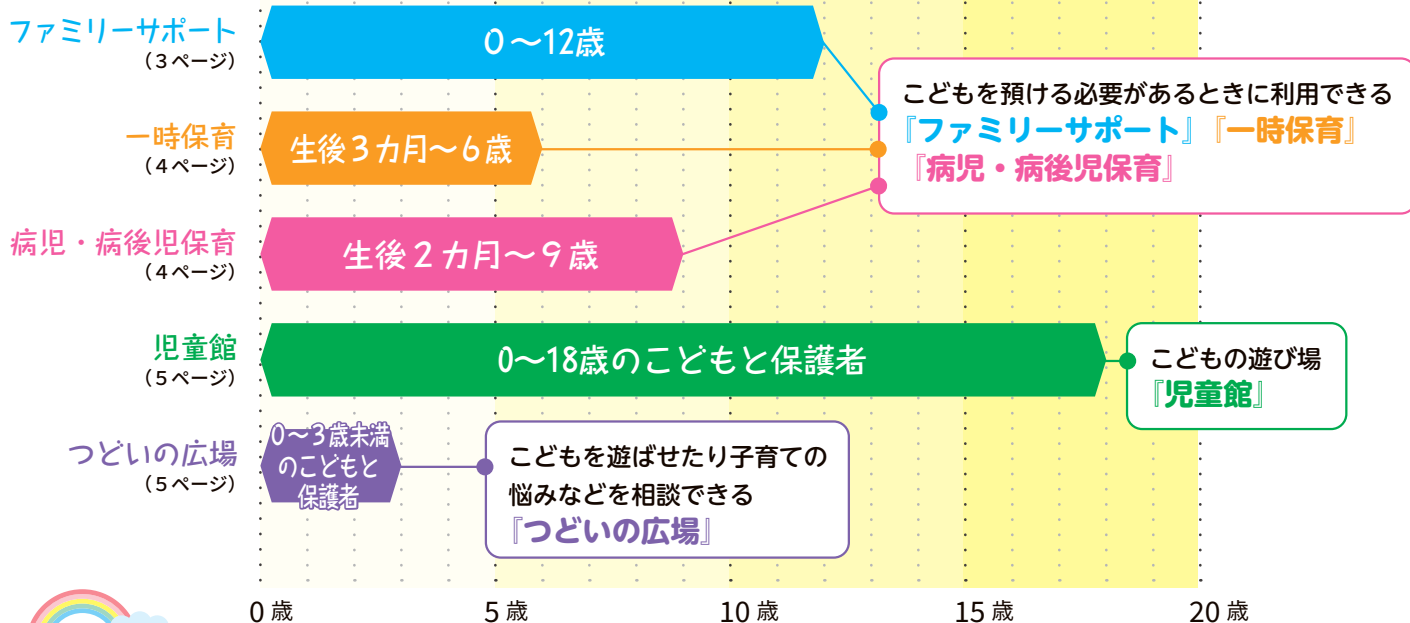 ファミリーサポート
（3ページ）
0～12歳
こどもを預ける必要があるときに利用できる
『ファミリーサポート』『一時保育』
『病児・病後児保育』
一時保育
（4ページ）
生後3カ月～6歳
病児・病後児保育
（4ページ）
生後2カ月～9歳
児童館
（5ページ）
0～18歳のこどもと保護者
こどもの遊び場
『児童館』
つどいの広場
（5ページ）
0～3歳未満
のこどもと
保護者
こどもを遊ばせたり子育ての
悩みなどを相談できる
『つどいの広場』
0歳 5歳 10歳 15歳 20歳